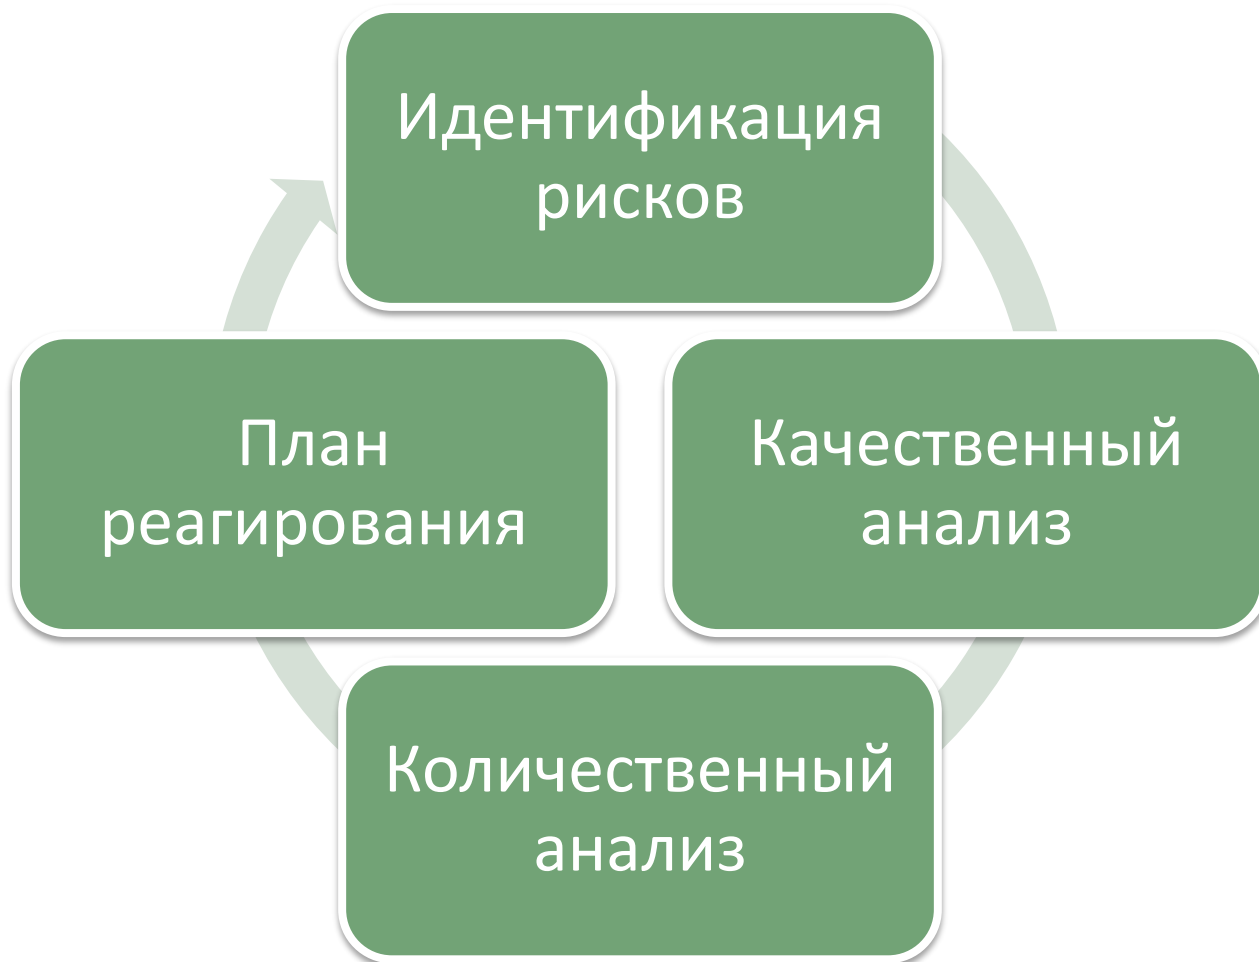 Идентификация
рисков
План
реагирования
Качественный
анализ
Количественный
анализ